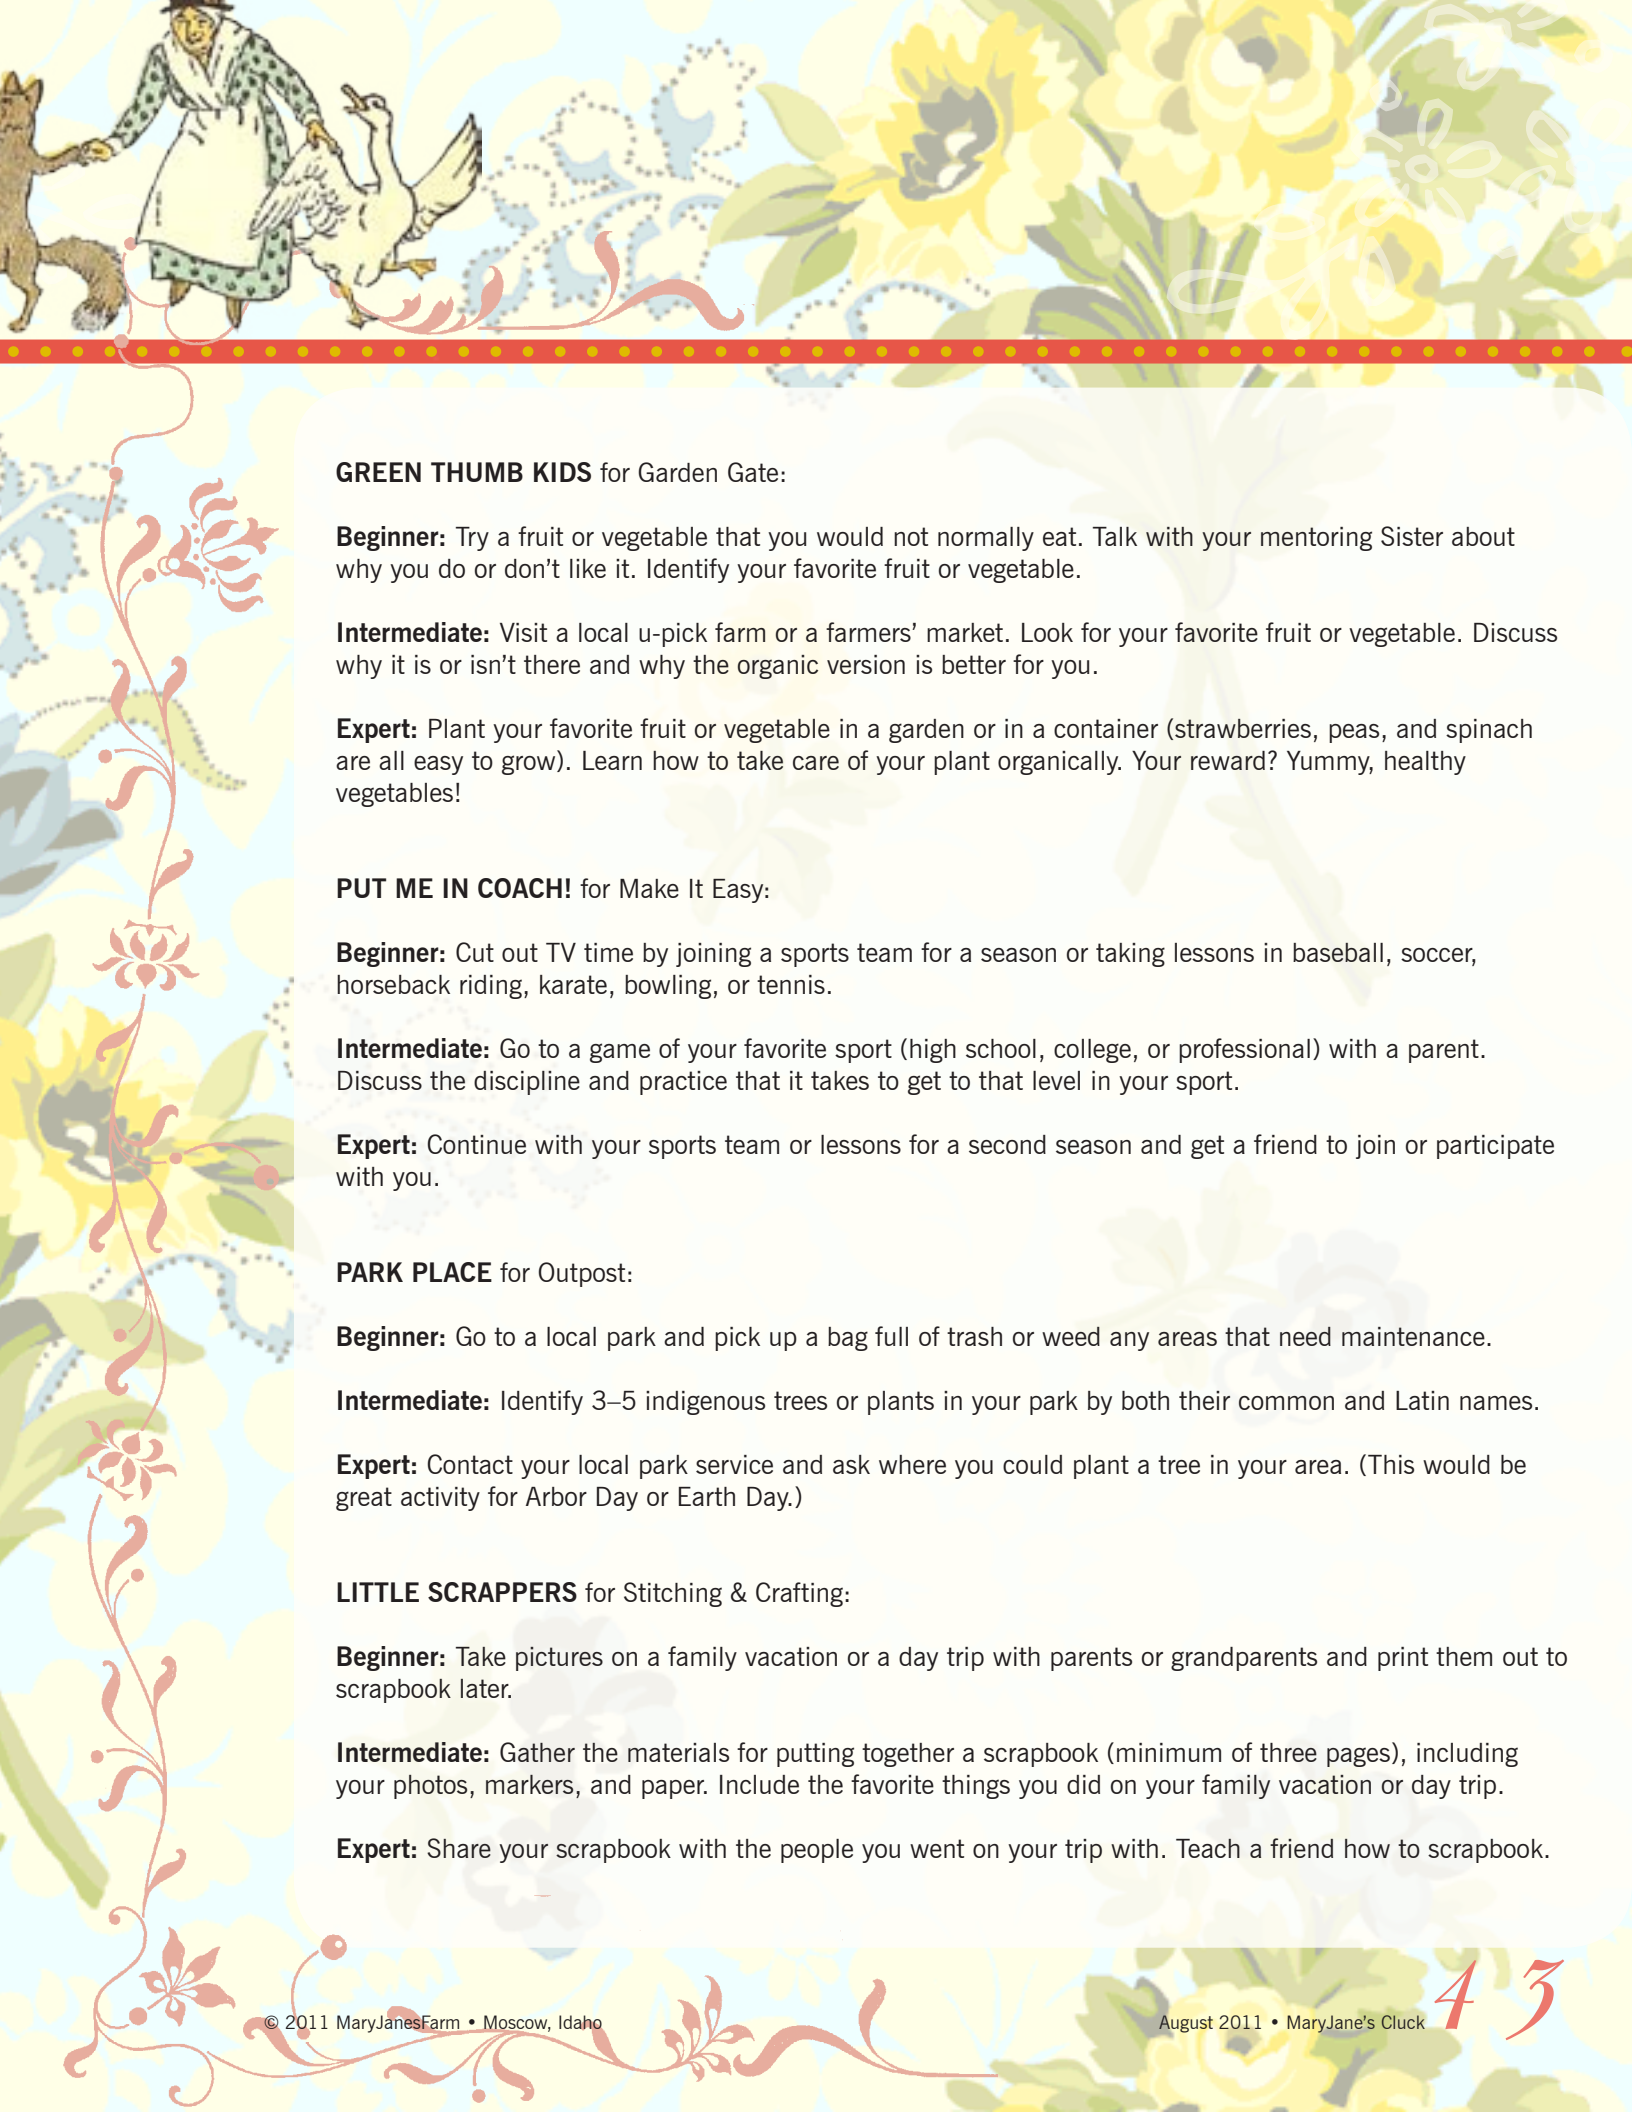 GREEN THUMB KIDS for Garden Gate:
Beginner: Try a fruit or vegetable that you would not normally eat. Talk with your mentoring Sister about
why you do or don’t like it. Identify your favorite fruit or vegetable.
Intermediate: Visit a local u-pick farm or a farmers’ market. Look for your favorite fruit or vegetable. Discuss
why it is or isn’t there and why the organic version is better for you.
Expert: Plant your favorite fruit or vegetable in a garden or in a container (strawberries, peas, and spinach
are all easy to grow). Learn how to take care of your plant organically. Your reward? Yummy, healthy
vegetables!
PUT ME IN COACH! for Make It Easy:
Beginner: Cut out TV time by joining a sports team for a season or taking lessons in baseball, soccer,
horseback riding, karate, bowling, or tennis.
Intermediate: Go to a game of your favorite sport (high school, college, or professional) with a parent.
Discuss the discipline and practice that it takes to get to that level in your sport.
Expert: Continue with your sports team or lessons for a second season and get a friend to join or participate
with you.
PARK PLACE for Outpost:
Beginner: Go to a local park and pick up a bag full of trash or weed any areas that need maintenance.
Intermediate: Identify 3–5 indigenous trees or plants in your park by both their common and Latin names.
Expert: Contact your local park service and ask where you could plant a tree in your area. (This would be
great activity for Arbor Day or Earth Day.)
LITTLE SCRAPPERS for Stitching & Crafting:
Beginner: Take pictures on a family vacation or a day trip with parents or grandparents and print them out to
scrapbook later.
Intermediate: Gather the materials for putting together a scrapbook (minimum of three pages), including
your photos, markers, and paper. Include the favorite things you did on your family vacation or day trip.
Expert: Share your scrapbook with the people you went on your trip with. Teach a friend how to scrapbook.
© 2011 MaryJanesFarm • Moscow, Idaho
August 2011 • MaryJane’s Cluck 43